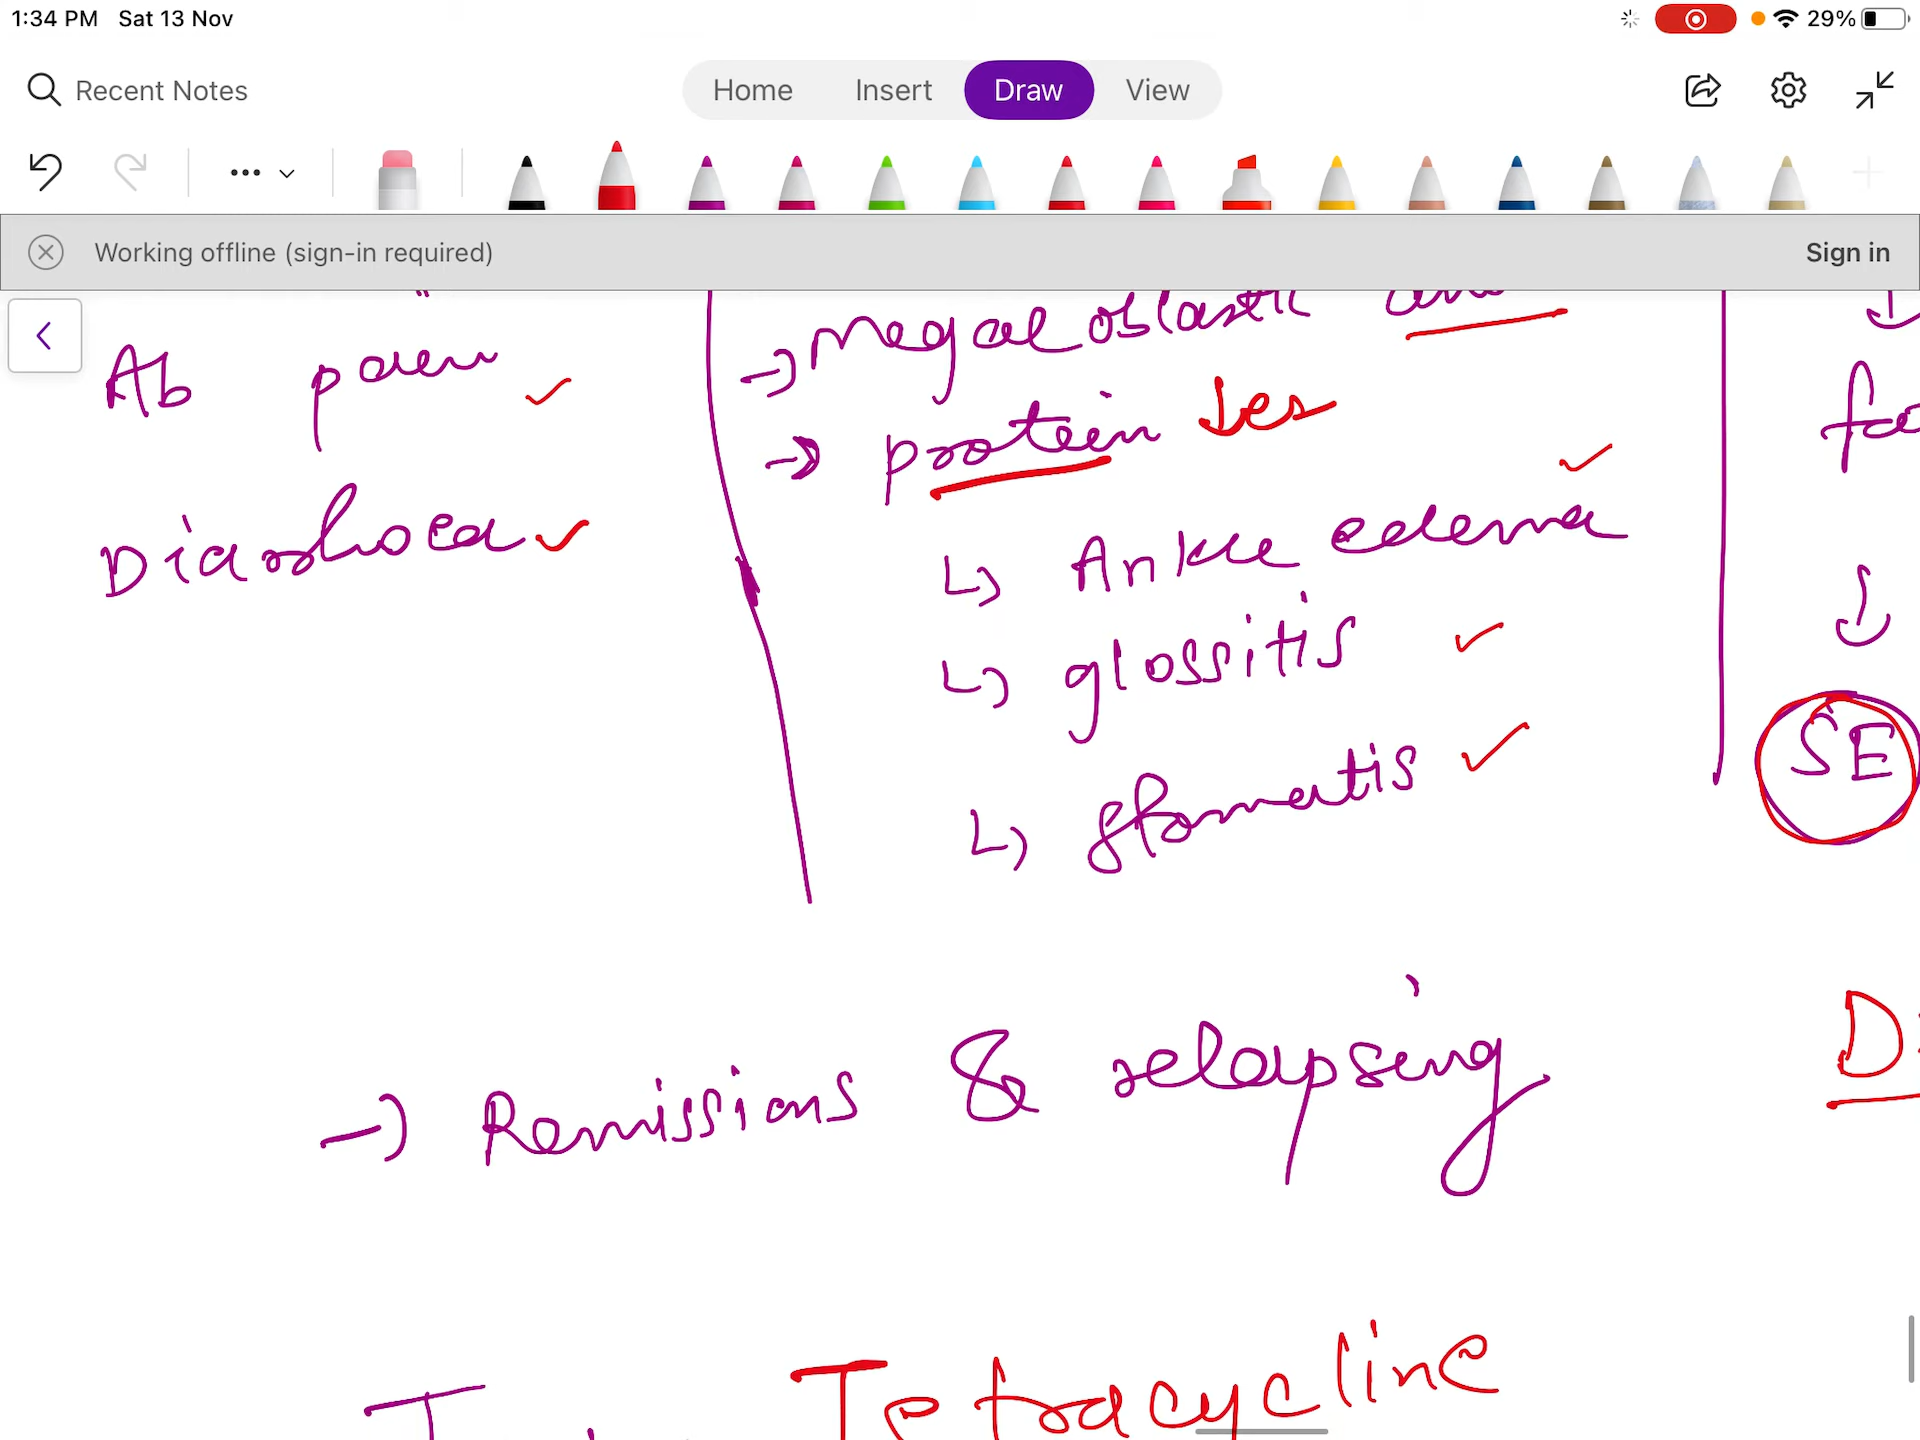 1:34 PM Sat 13 Nov 29%
Recent Notes Home Insert Draw View
Working offline (sign-in required) Sign in
→ Megaloblastic
Ab pain
→ protein ↓es
Diarrhoea
↳ Ankle edema
↳ glossitis
↳ stomatis
SE
→ Remissions & relapsing
D:
Tetracycline